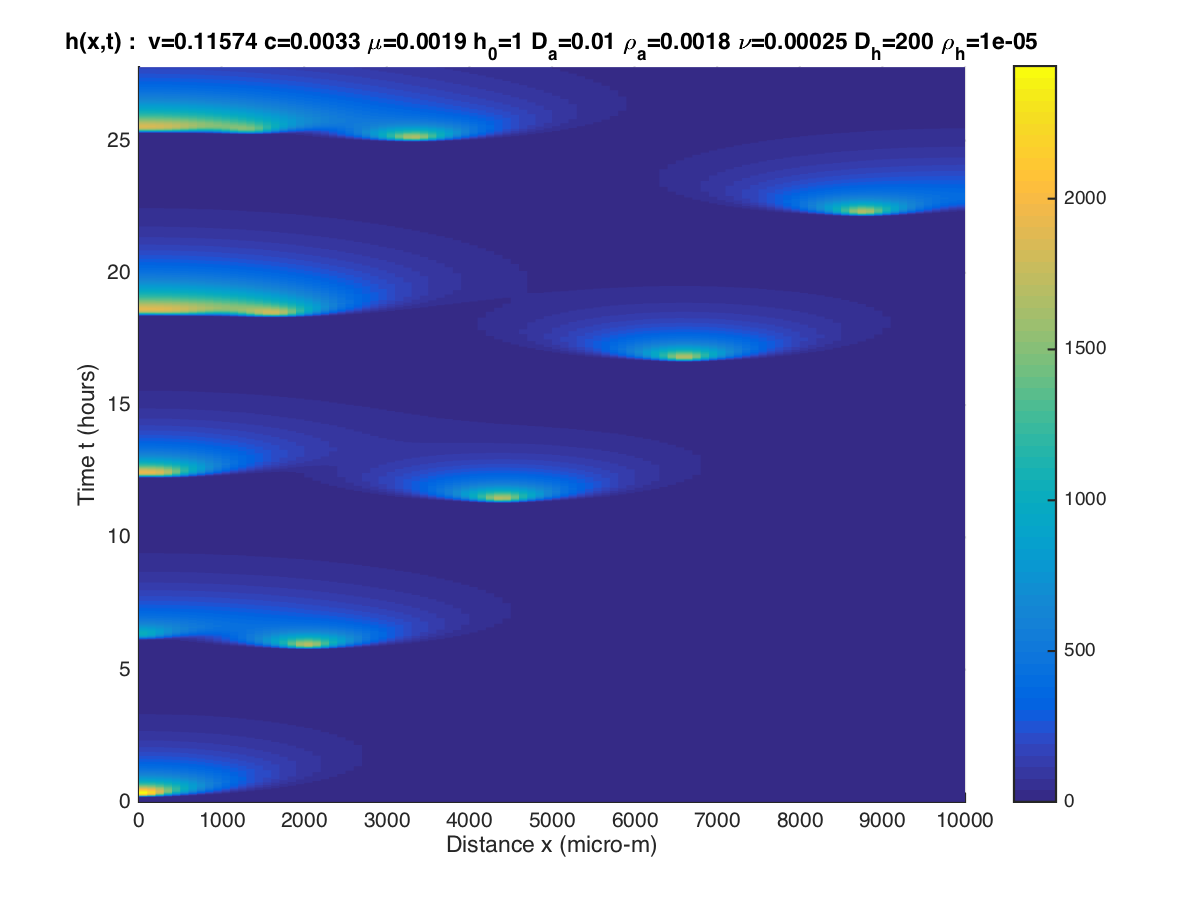 h(x,t) : v=0.11574 c=0.0033 μ=0.0019 h₀=1 Dₐ=0.01 ρₐ=0.0018 ν=0.00025 Dₕ=200 ρₕ=1e-05
25
20
15
10
5
0
Time t (hours)
0 1000 2000 3000 4000 5000 6000 7000 8000 9000 10000
Distance x (micro-m)
2000
1500
1000
500
0